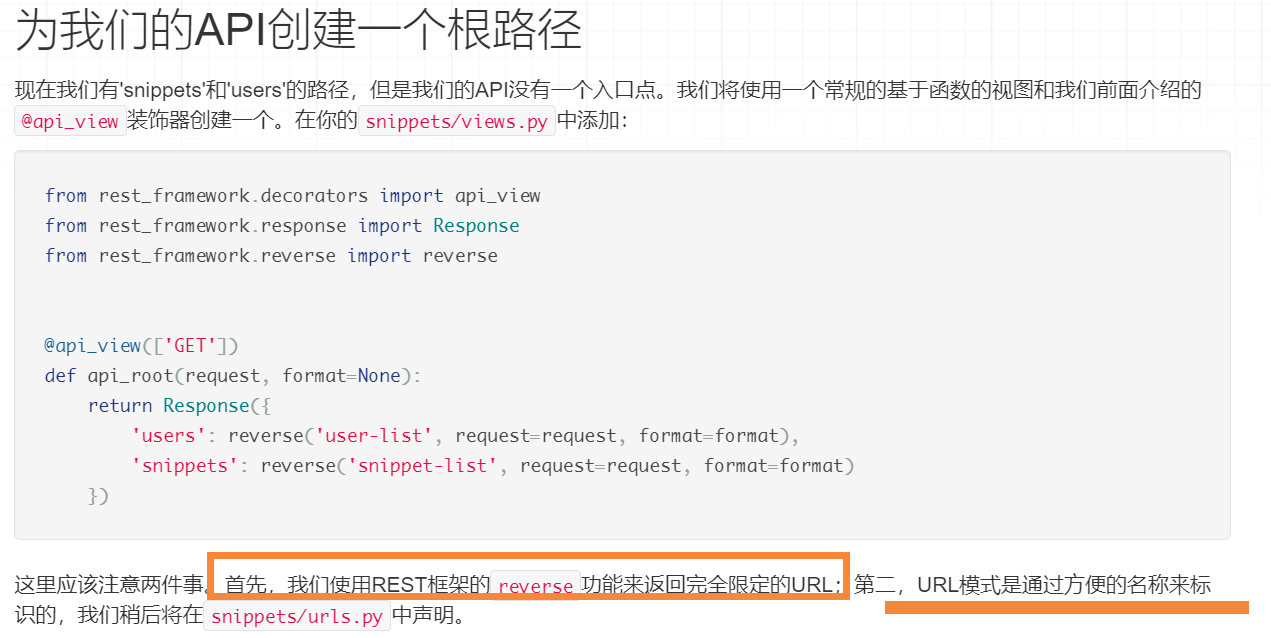 为我们的API创建一个根路径
现在我们有'snippets'和'users'的路径，但是我们的API没有一个入口点。我们将使用一个常规的基于函数的视图和我们前面介绍的
@api_view装饰器创建一个。在你的 snippets/views.py 中添加：
from rest_framework.decorators import api_view
from rest_framework.response import Response
from rest_framework.reverse import reverse
@api_view(['GET'])
def api_root(request, format=None):
    return Response({
        'users': reverse('user-list', request=request, format=format),
        'snippets': reverse('snippet-list', request=request, format=format)
    })
这里应该注意两件事。首先，我们使用REST框架的 reverse 功能来返回完全限定的URL；第二，URL模式是通过方便的名称来标
识的，我们稍后将在 snippets/urls.py 中声明。